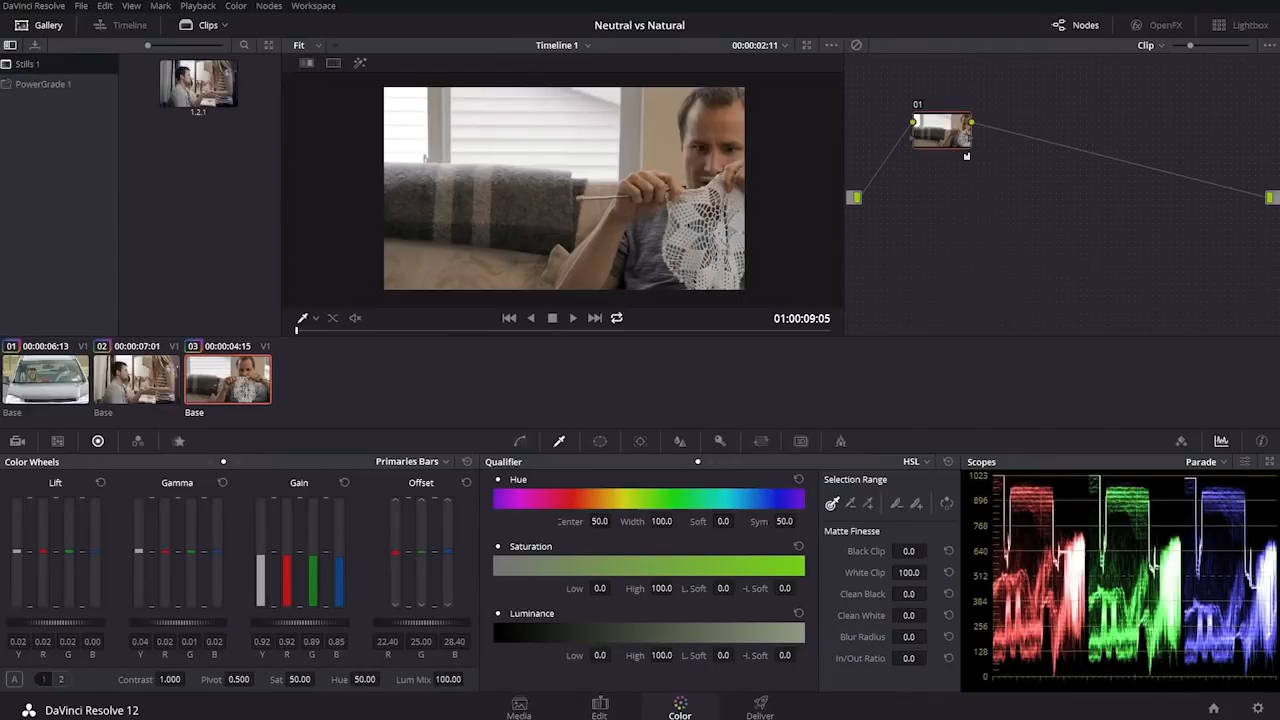 DaVinci Resolve File Edit View Mark Playback Color Nodes Workspace
Gallery Timeline Clips Neutral vs Natural Nodes OpenFX Lightbox
Fit Timeline 1 00:00:02:11 Clip
Stills 1
PowerGrade 1
1.2.1
01
01:00:09:05
01 00:00:06:13 V1 02 00:00:07:01 V1 03 00:00:04:15 V1
Base Base Base
Color Wheels Primaries Bars Qualifier HSL Scopes Parade
Lift Gamma Gain Offset
Hue
Center 50.0 Width 100.0 Soft 0.0 Sym 50.0
Saturation
Low 0.0 High 100.0 L. Soft 0.0 H. Soft 0.0
Luminance
Low 0.0 High 100.0 L. Soft 0.0 H. Soft 0.0
Selection Range
Matte Finesse
Black Clip 0.0
White Clip 100.0
Clean Black 0.0
Clean White 0.0
Blur Radius 0.0
In/Out Ratio 0.0
1023
896
768
640
512
384
256
128
0
0.02 0.02 0.02 0.00 0.04 0.02 0.01 0.02 0.92 0.92 0.89 0.85 22.40 25.00 28.40
Y R G B Y R G B Y R G B R G B
A 1 2 Contrast 1.000 Pivot 0.500 Sat 50.00 Hue 50.00 Lum Mix 100.00
DaVinci Resolve 12 Media Edit Color Deliver